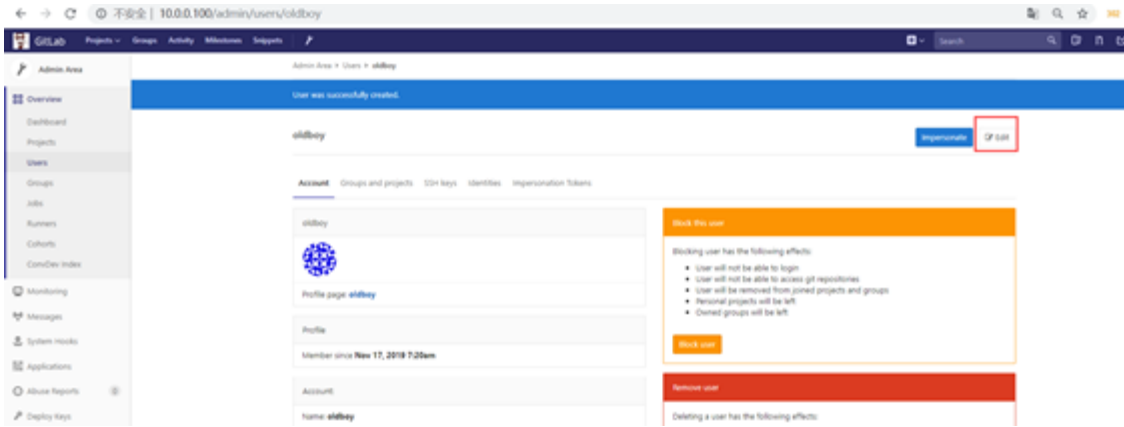 不安全 | 10.0.0.100/admin/users/oldboy
GitLab Projects Groups Activity Milestones Snippets Search
Admin Area
Admin Area > Users > oldboy
Overview
User was successfully created.
Dashboard
oldboy
Impersonate Edit
Projects
Users
Groups
Account Groups and projects SSH keys Identities Impersonation Tokens
Jobs
Runners
Cohorts
ConvDev Index
Monitoring
Messages
System Hooks
Applications
Abuse Reports 0
Deploy Keys
oldboy
Profile page: oldboy
Profile
Member since Nov 17, 2019 7:20am
Account
Name: oldboy
Block this user
Blocking user has the following effects:
User will not be able to login
User will not be able to access git repositories
User will be removed from joined projects and groups
Personal projects will be left
Owned groups will be left
Block user
Remove user
Deleting a user has the following effects: